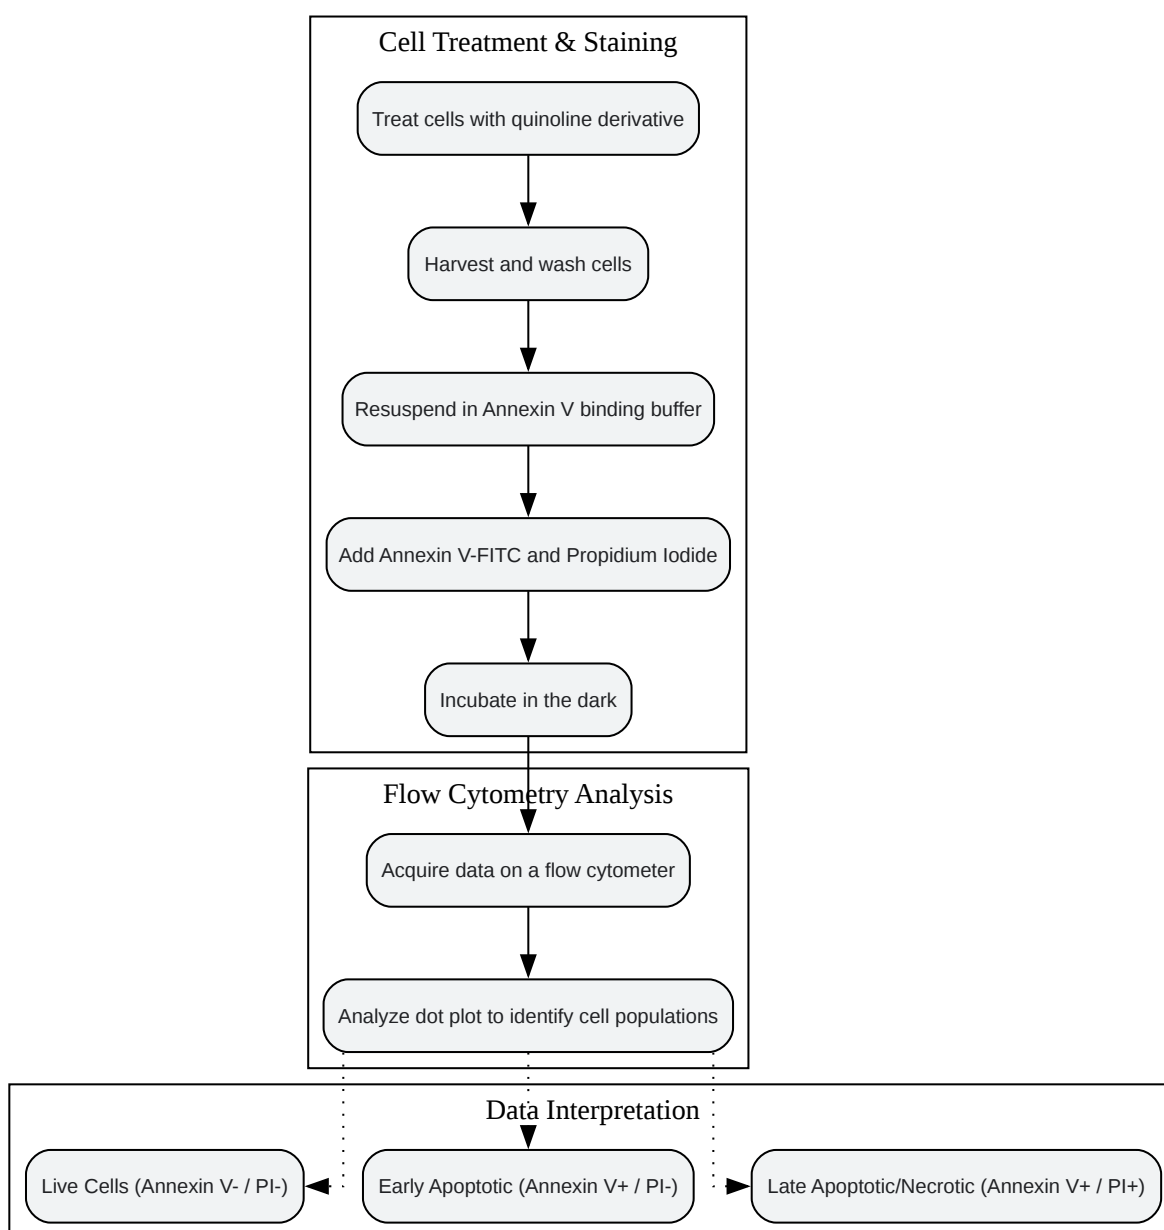 Cell Treatment & Staining
Treat cells with quinoline derivative
Harvest and wash cells
Resuspend in Annexin V binding buffer
Add Annexin V-FITC and Propidium Iodide
Incubate in the dark
Flow Cytometry Analysis
Acquire data on a flow cytometer
Analyze dot plot to identify cell populations
Data Interpretation
Live Cells (Annexin V- / PI-)
Early Apoptotic (Annexin V+ / PI-)
Late Apoptotic/Necrotic (Annexin V+ / PI+)